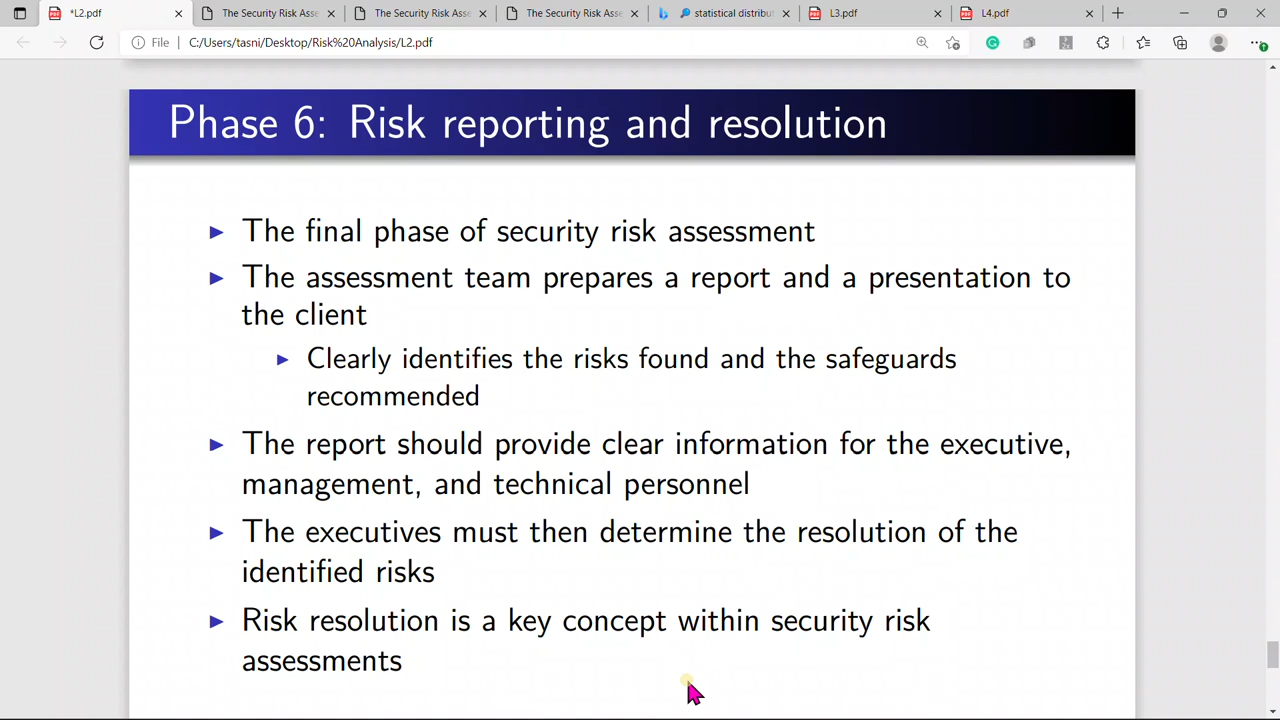 *L2.pdf
The Security Risk Asse
The Security Risk Asse
The Security Risk Asse
statistical distribut
L3.pdf
L4.pdf
File
C:/Users/tasni/Desktop/Risk%20Analysis/L2.pdf
Phase 6: Risk reporting and resolution
The final phase of security risk assessment
The assessment team prepares a report and a presentation to
the client
Clearly identifies the risks found and the safeguards
recommended
The report should provide clear information for the executive,
management, and technical personnel
The executives must then determine the resolution of the
identified risks
Risk resolution is a key concept within security risk
assessments